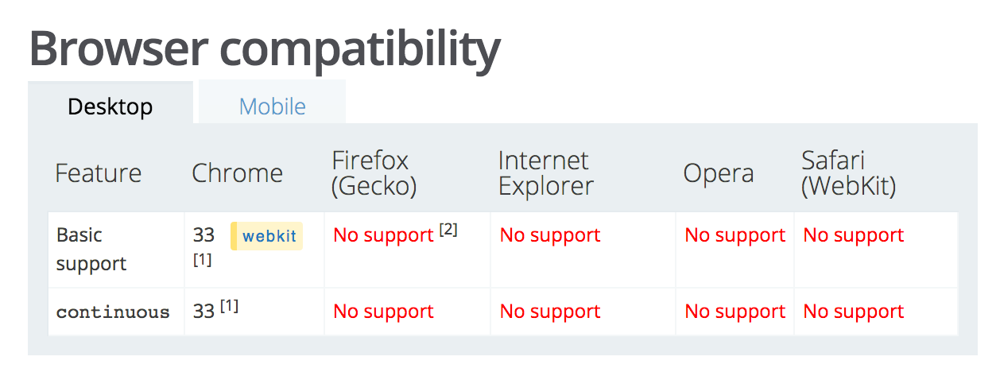 Browser compatibility
Desktop Mobile
Feature Chrome Firefox (Gecko) Internet Explorer Opera Safari (WebKit)
Basic support 33 webkit [1] No support [2] No support No support No support
continuous 33 [1] No support No support No support No support